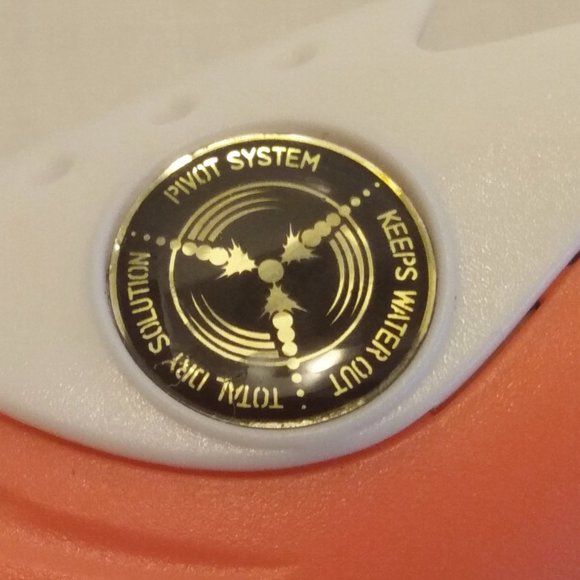 PIVOT SYSTEM
KEEPS WATER OUT
TOTAL DRY SOLUTION